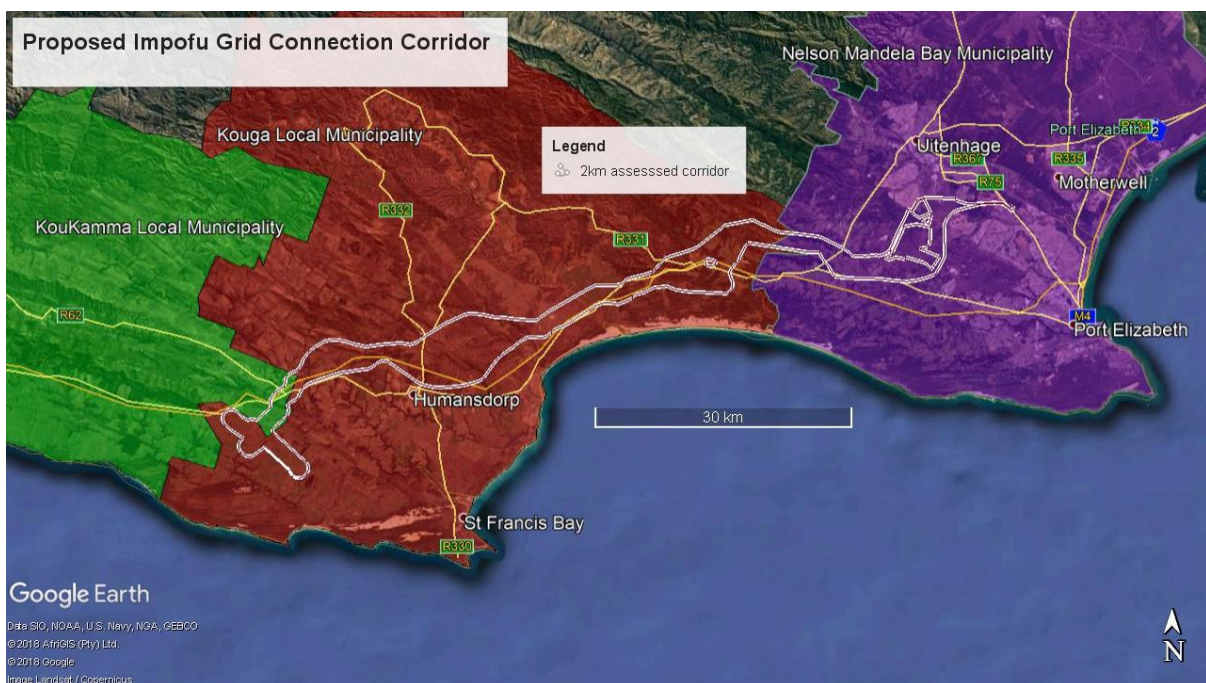 Proposed Impofu Grid Connection Corridor
Nelson Mandela Bay Municipality
Kouga Local Municipality
Legend
2km assesssed corridor
Port Elizabeth
R334
N
2
Uitenhage
R367
R335
R75
Motherwell
KouKamma Local Municipality
R332
R331
R62
M4
Port Elizabeth
Humansdorp
30 km
St Francis Bay
R330
Google Earth
Data SIO, NOAA, U.S. Navy, NGA, GEBCO
©2018 AfriGIS (Pty) Ltd.
©2018 Google
Image Landsat / Copernicus
N